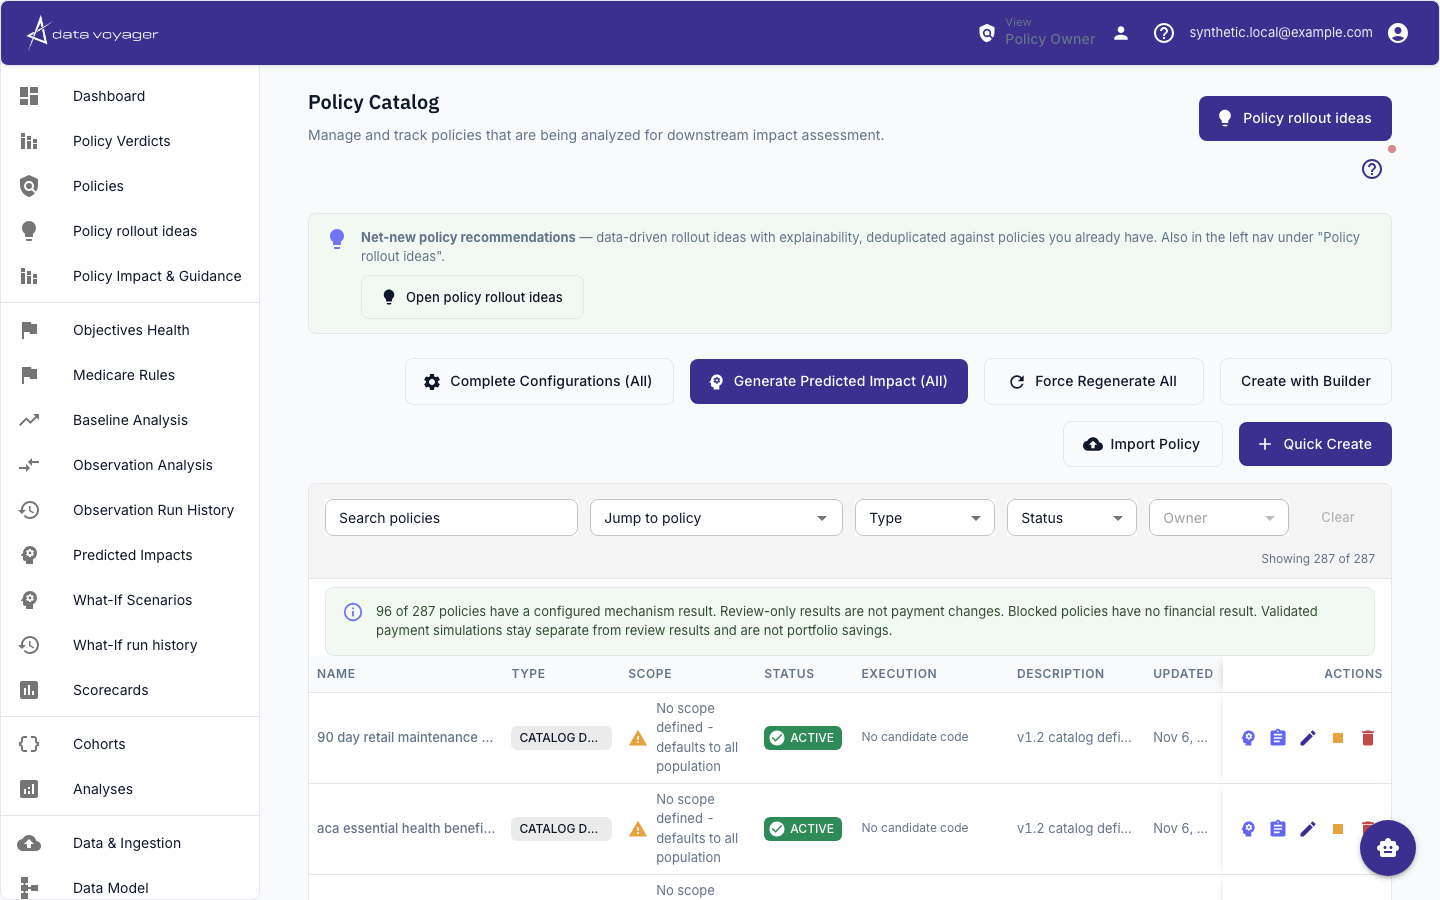 data voyager
View
Policy Owner
synthetic.local@example.com
Dashboard
Policy Verdicts
Policies
Policy rollout ideas
Policy Impact & Guidance
Objectives Health
Medicare Rules
Baseline Analysis
Observation Analysis
Observation Run History
Predicted Impacts
What-If Scenarios
What-If run history
Scorecards
Cohorts
Analyses
Data & Ingestion
Data Model
Policy Catalog
Manage and track policies that are being analyzed for downstream impact assessment.
Policy rollout ideas
Net-new policy recommendations — data-driven rollout ideas with explainability, deduplicated against policies you already have. Also in the left nav under "Policy
rollout ideas".
Open policy rollout ideas
Complete Configurations (All)
Generate Predicted Impact (All)
Force Regenerate All
Create with Builder
Import Policy
Quick Create
Search policies
Jump to policy
Type
Status
Owner
Clear
Showing 287 of 287
96 of 287 policies have a configured mechanism result. Review-only results are not payment changes. Blocked policies have no financial result. Validated
payment simulations stay separate from review results and are not portfolio savings.
NAME TYPE SCOPE STATUS EXECUTION DESCRIPTION UPDATED ACTIONS
90 day retail maintenance ...
CATALOG D...
No scope
defined -
defaults to all
population
ACTIVE
No candidate code
v1.2 catalog defi...
Nov 6, ...
aca essential health benefi...
CATALOG D...
No scope
defined -
defaults to all
population
ACTIVE
No candidate code
v1.2 catalog defi...
Nov 6, ...
No scope